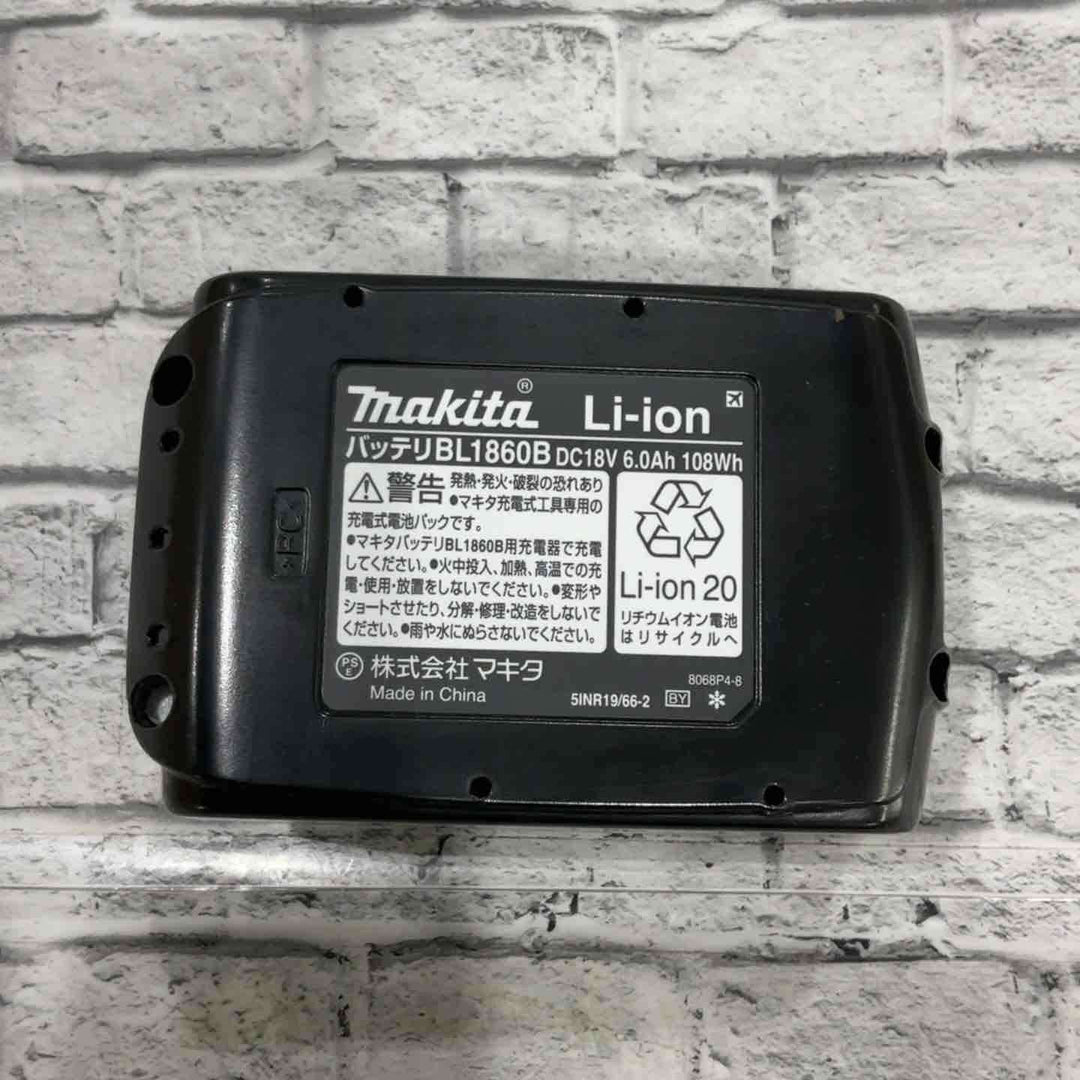 makita® Li-ion
バッテリBL1860B DC18V 6.0Ah 108Wh
警告 発熱・発火・破裂の恐れあり
●マキタ充電式工具専用の
充電式電池パックです。
●マキタバッテリBL1860B用充電器で充電
してください。●火中投入、加熱、高温での充
電・使用・放置をしないでください。●変形や
ショートさせたり、分解・修理・改造をしないで
ください。●雨や水にぬらさないでください。
Li-ion 20
リチウムイオン電池
はリサイクルへ
PSE 株式会社 マキタ
Made in China
8068P4-8
5INR19/66-2 BY
>PC<